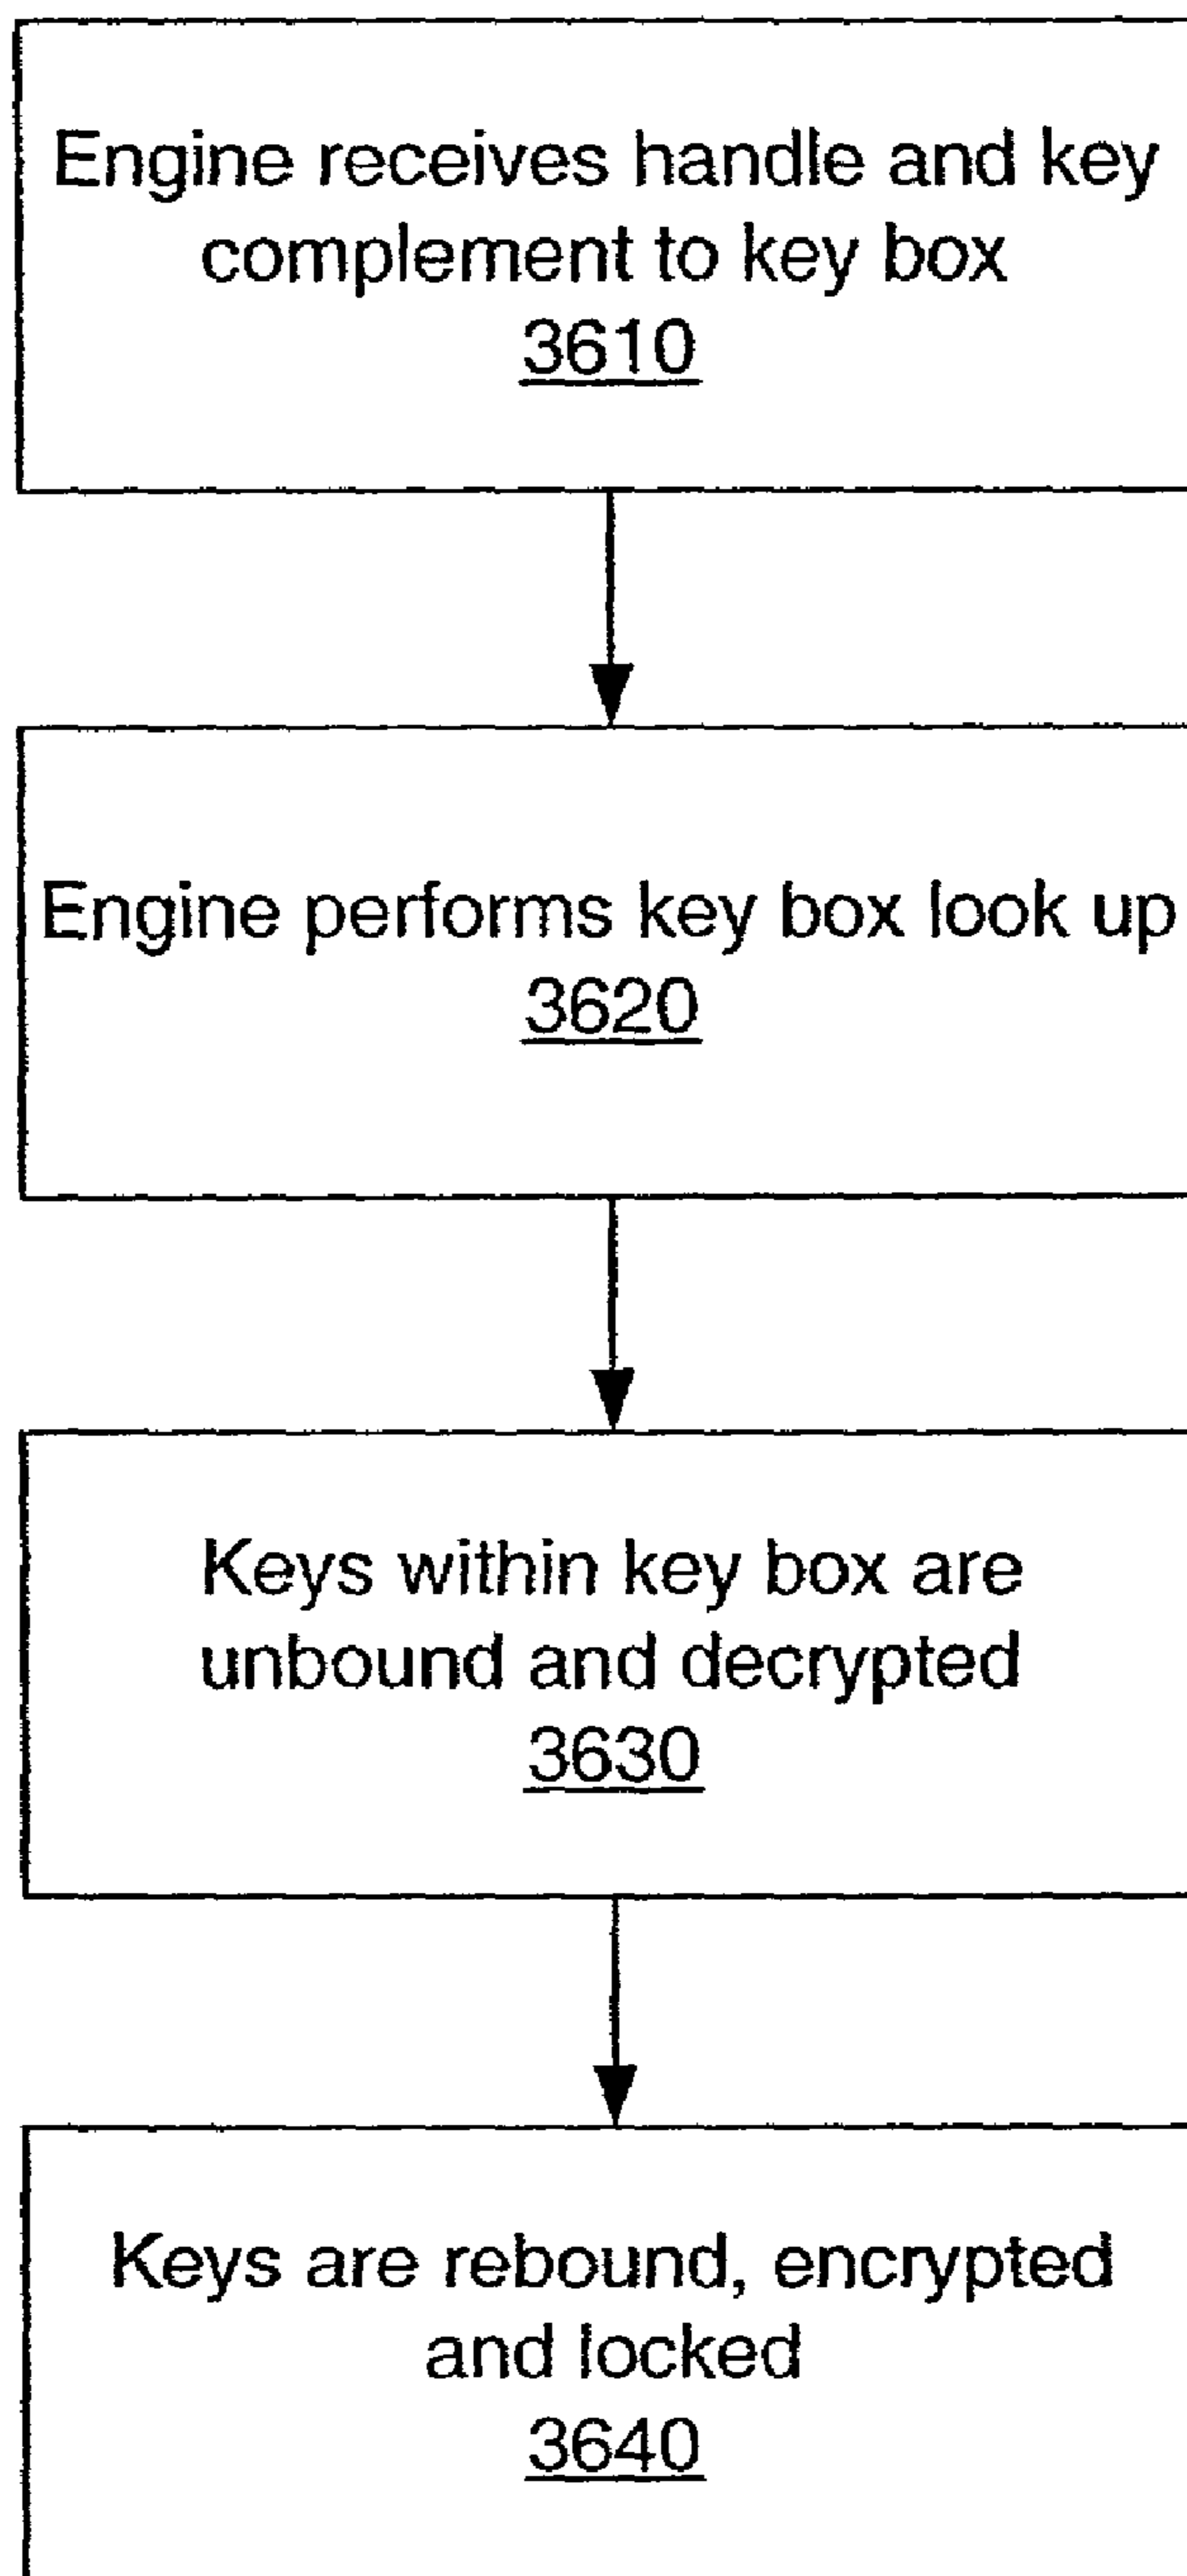 Engine receives handle and key
complement to key box
3610
Engine performs key box look up
3620
Keys within key box are
unbound and decrypted
3630
Keys are rebound, encrypted
and locked
3640